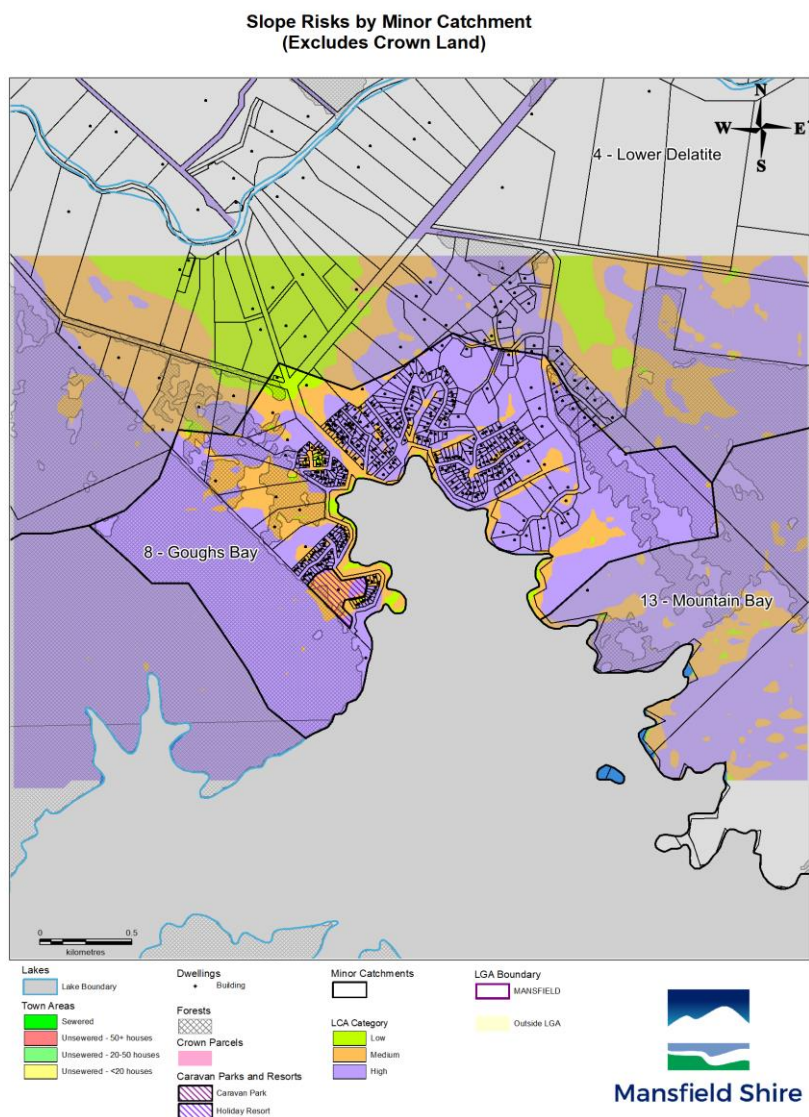 Slope Risks by Minor Catchment
(Excludes Crown Land)
N
W
E
S
4 - Lower Delatite
8 - Goughs Bay
13 - Mountain Bay
0
0.5
kilometres
Lakes
Lake Boundary
Town Areas
Sewered
Unsewered - 50+ houses
Unsewered - 20-50 houses
Unsewered - <20 houses
Dwellings
Building
Forests
Crown Parcels
Caravan Parks and Resorts
Caravan Park
Holiday Resort
Minor Catchments
LCA Category
Low
Medium
High
LGA Boundary
MANSFIELD
Outside LGA
Mansfield Shire